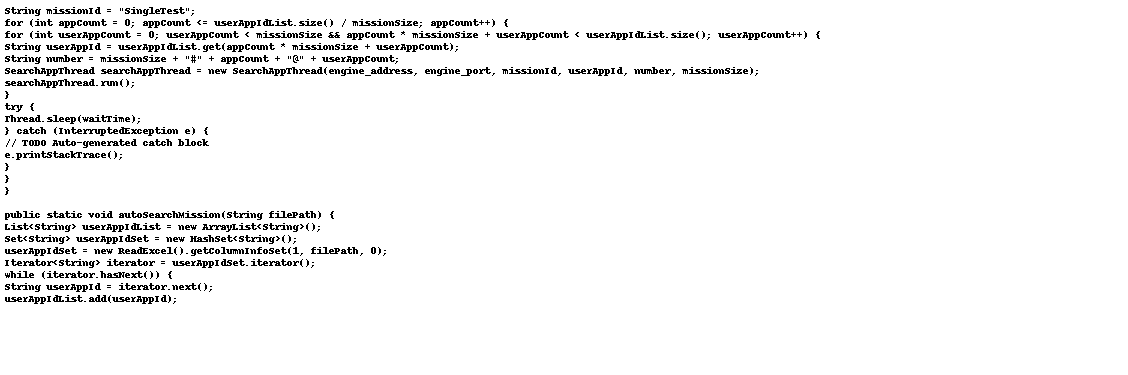 String missionId = "SingleTest";
for (int appCount = 0; appCount <= userAppIdList.size() / missionSize; appCount++) {
for (int userAppCount = 0; userAppCount < missionSize && appCount * missionSize + userAppCount < userAppIdList.size(); userAppCount++) {
String userAppId = userAppIdList.get(appCount * missionSize + userAppCount);
String number = missionSize + "#" + appCount + "@" + userAppCount;
SearchAppThread searchAppThread = new SearchAppThread(engine_address, engine_port, missionId, userAppId, number, missionSize);
searchAppThread.run();
}
try {
Thread.sleep(waitTime);
} catch (InterruptedException e) {
// TODO Auto-generated catch block
e.printStackTrace();
}
}
}

public static void autoSearchMission(String filePath) {
List<String> userAppIdList = new ArrayList<String>();
Set<String> userAppIdSet = new HashSet<String>();
userAppIdSet = new ReadExcel().getColumnInfoSet(1, filePath, 0);
Iterator<String> iterator = userAppIdSet.iterator();
while (iterator.hasNext()) {
String userAppId = iterator.next();
userAppIdList.add(userAppId);